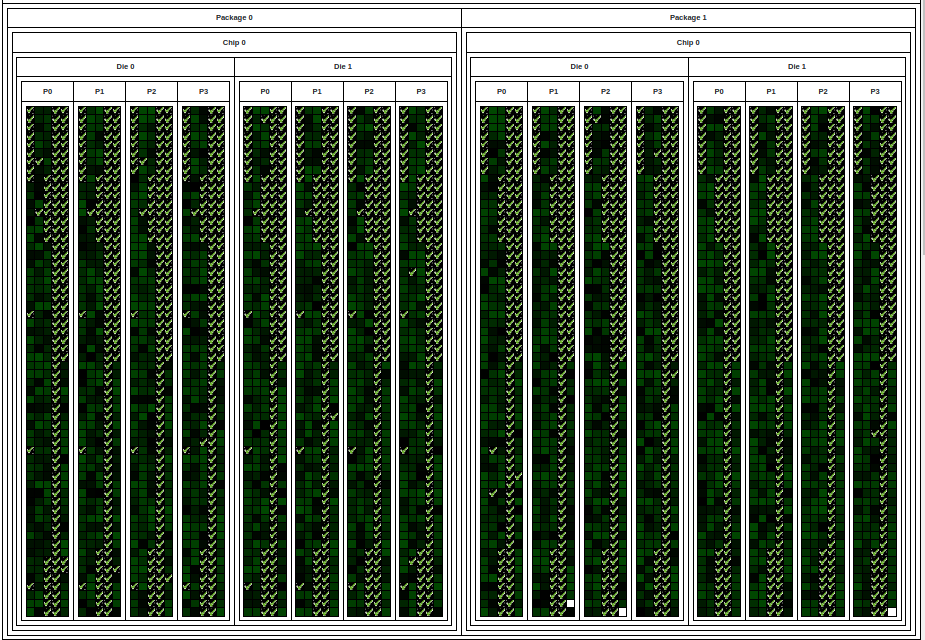 Package 0 Package 1
Chip 0 Chip 0
Die 0 Die 1 Die 0 Die 1
P0 P1 P2 P3 P0 P1 P2 P3 P0 P1 P2 P3 P0 P1 P2 P3